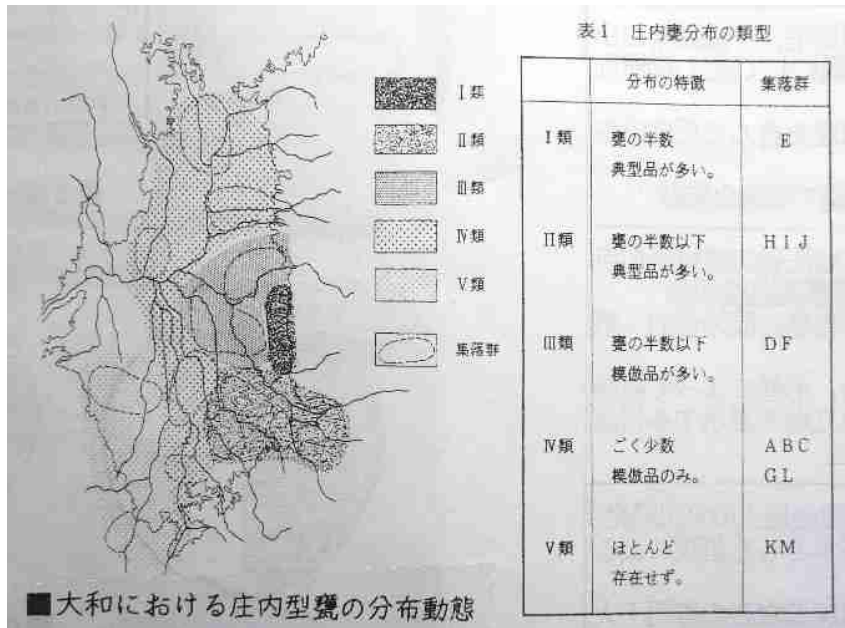 Ⅰ類
Ⅱ類
Ⅲ類
Ⅳ類
Ⅴ類
集落群
■大和における庄内型甕の分布動態
表1 庄内甕分布の類型
分布の特徴 集落群
Ⅰ類 甕の半数 E
典型品が多い。
Ⅱ類 甕の半数以下 H I J
典型品が多い。
Ⅲ類 甕の半数以下 D F
模倣品が多い。
Ⅳ類 ごく少数 A B C
模倣品のみ。 G L
Ⅴ類 ほとんど K M
存在せず。